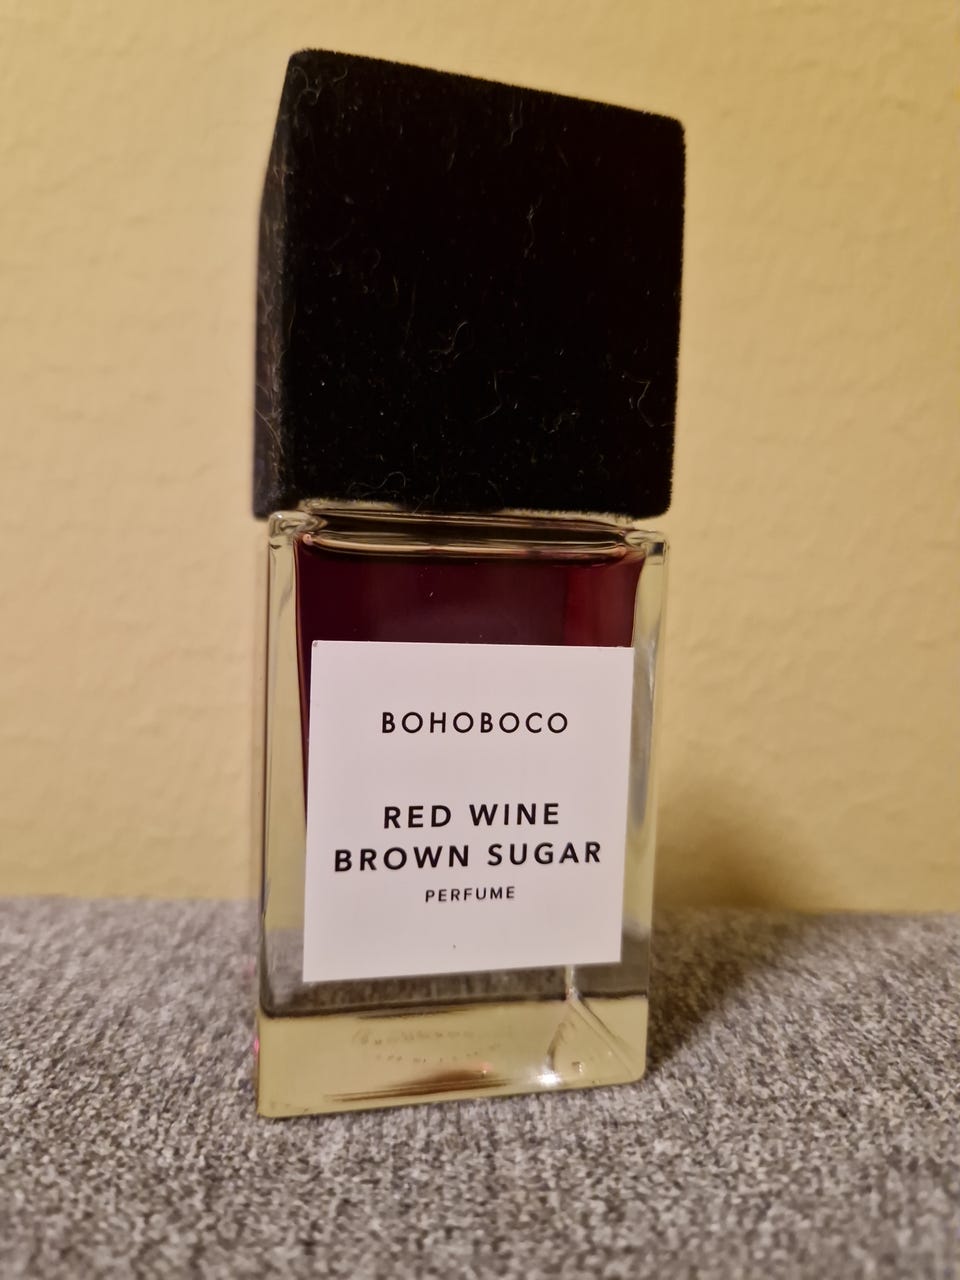 BOHOBOCO
RED WINE
BROWN SUGAR
PERFUME